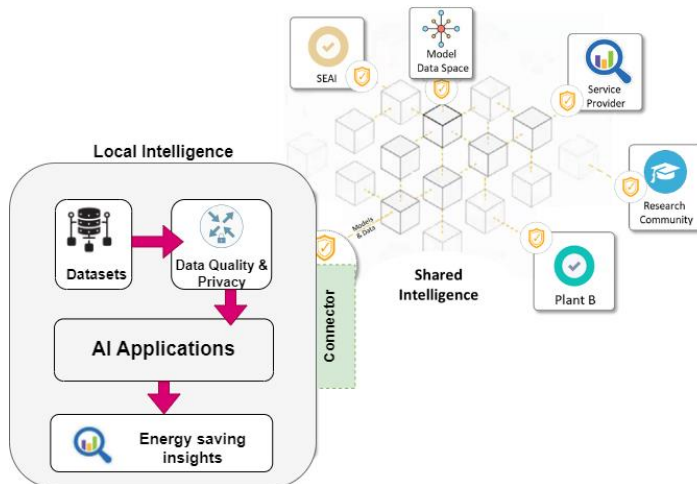 SEAI
Model
Data Space
Service
Provider
Local Intelligence
Research
Community
Datasets
Data Quality &
Privacy
Models
& Data
Shared
Intelligence
Plant B
Connector
AI Applications
Energy saving
insights